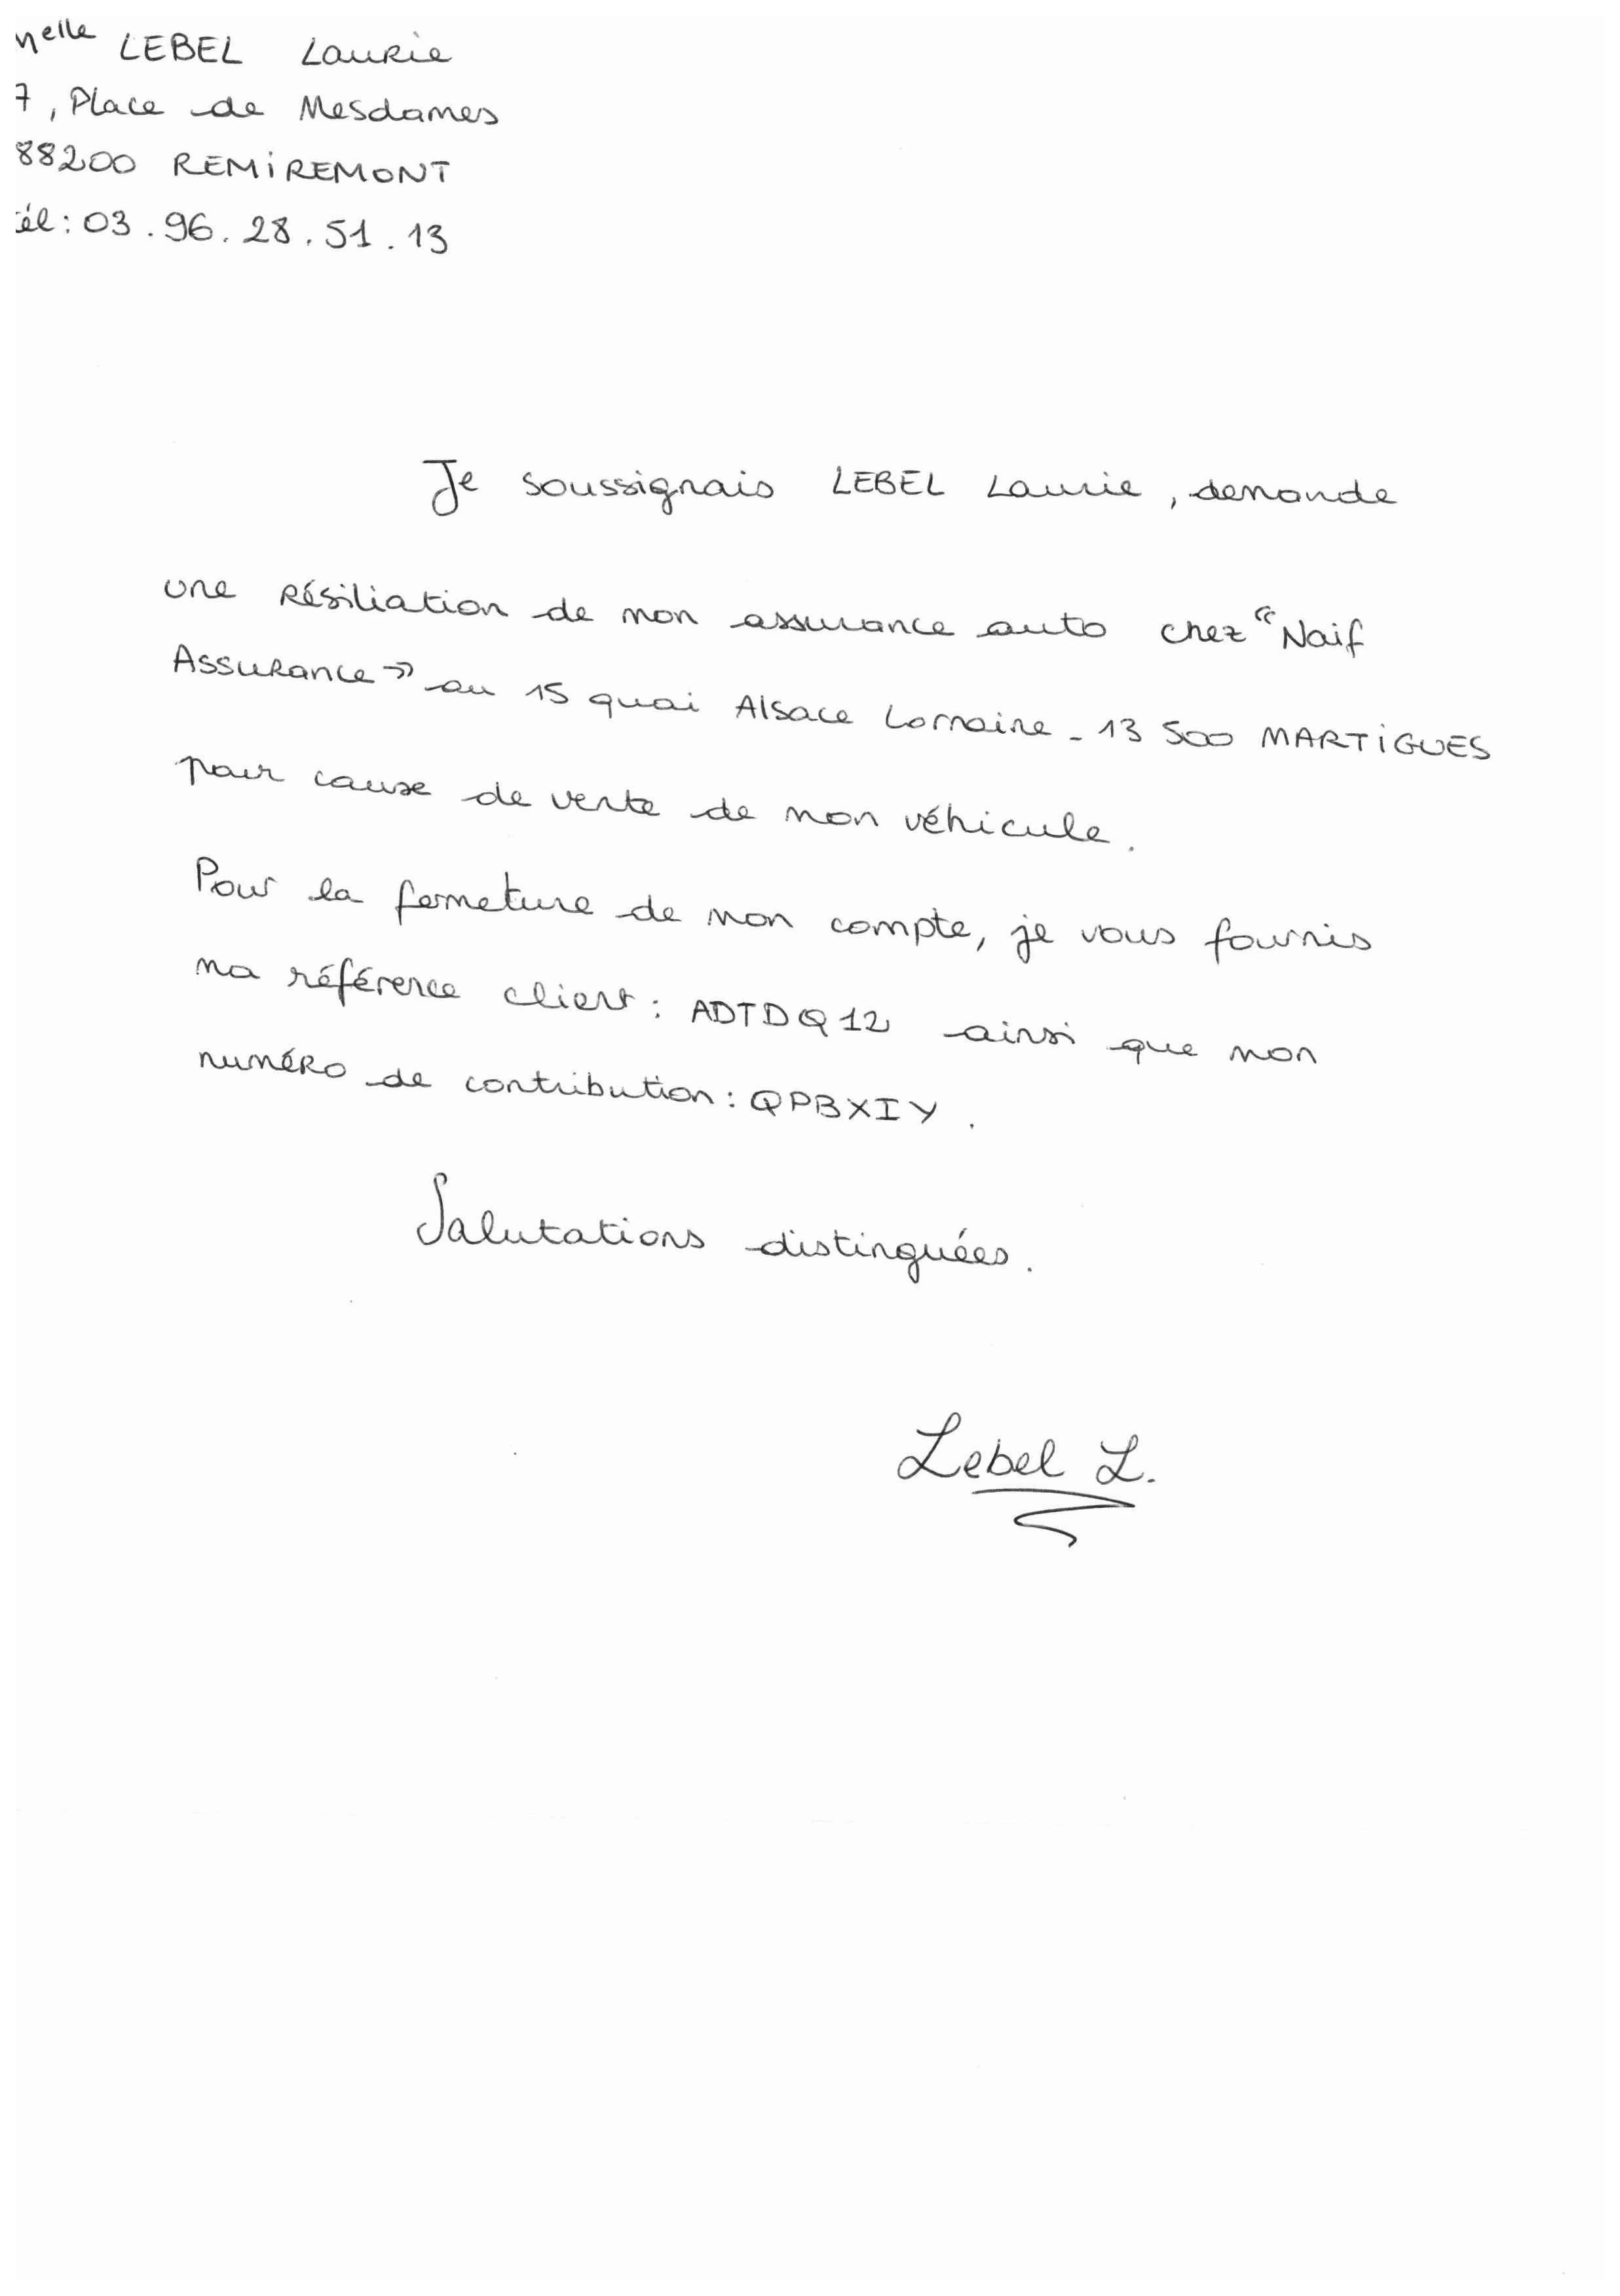 Melle LEBEL Laurie
7, Place de Mesdames
88200 REMIREMONT
él : 03.96.28.51.13
Je soussignais LEBEL Laurie, demande
une résiliation de mon assurance auto chez "Naif
Assurance" au 15 quai Alsace Lorraine - 13 500 MARTIGUES
pour cause de vente de mon véhicule.
Pour la fermeture de mon compte, je vous fournis
ma référence client : ADTDQ12 ainsi que mon
numéro de contribution : QPBXIY.
Salutations distinguées.
Lebel L.